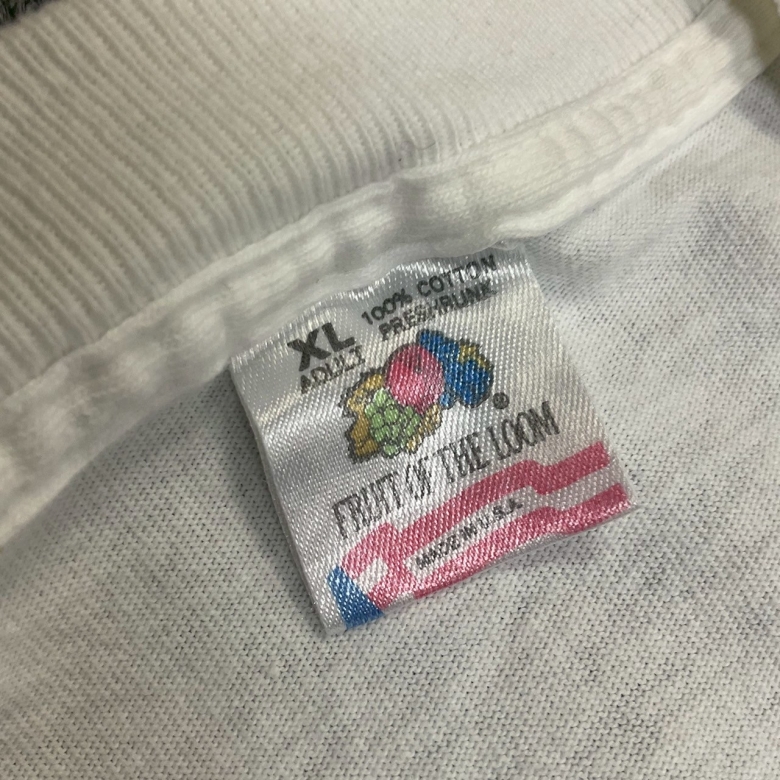 XL 100% COTTON
ADULT PRESHRUNK
®
FRUIT OF THE LOOM
MADE IN U.S.A.